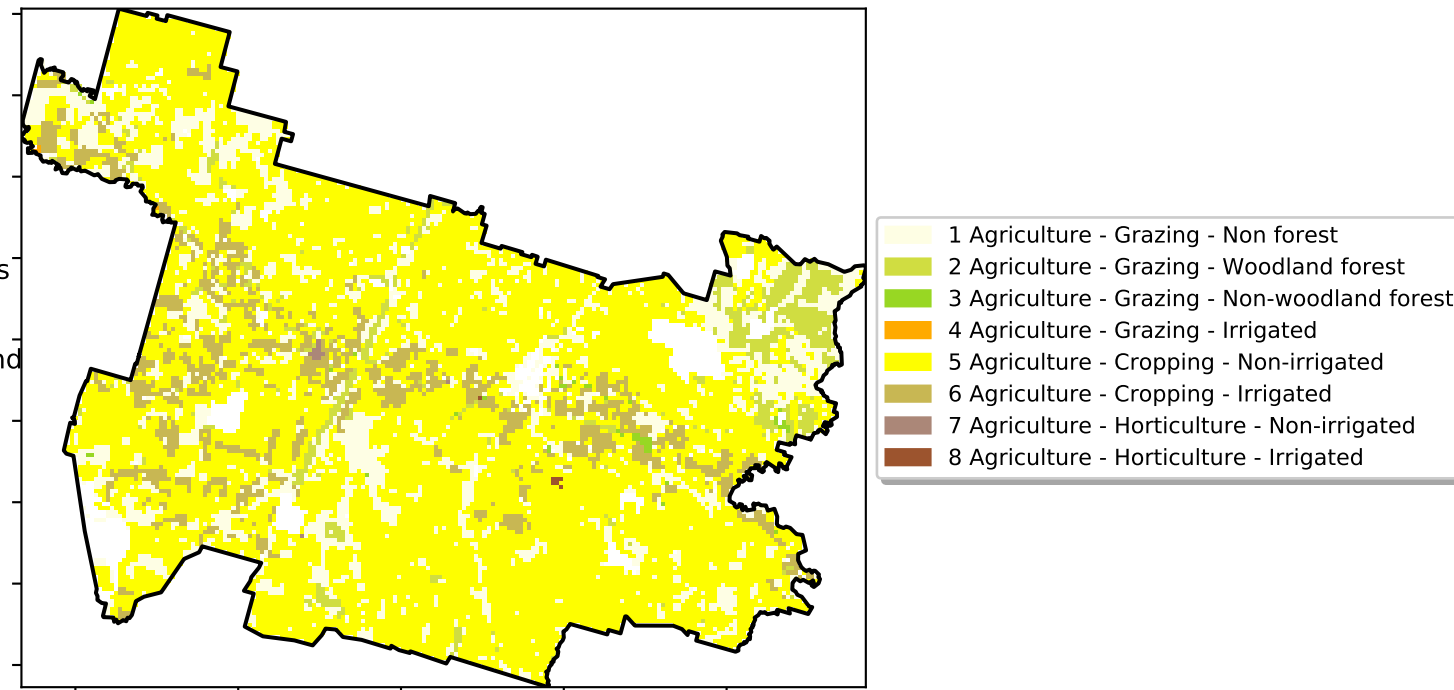 s
nd
1 Agriculture - Grazing - Non forest
2 Agriculture - Grazing - Woodland forest
3 Agriculture - Grazing - Non-woodland forest
4 Agriculture - Grazing - Irrigated
5 Agriculture - Cropping - Non-irrigated
6 Agriculture - Cropping - Irrigated
7 Agriculture - Horticulture - Non-irrigated
8 Agriculture - Horticulture - Irrigated